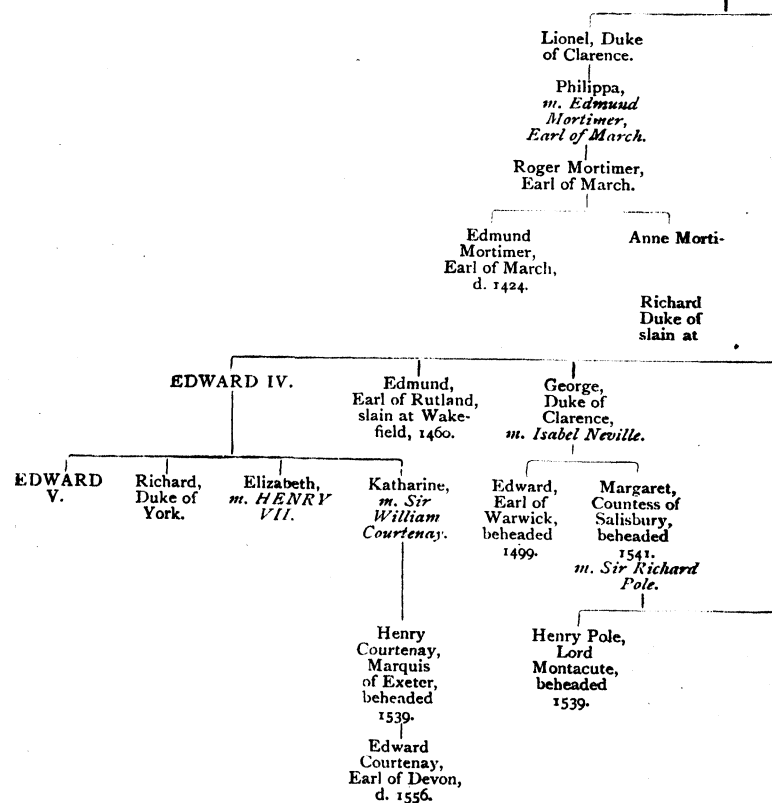 Lionel, Duke
of Clarence.
Philippa,
m. Edmund
Mortimer,
Earl of March.
Roger Mortimer,
Earl of March.
Edmund
Mortimer,
Earl of March,
d. 1424.
Anne Morti-
Richard
Duke of
slain at
EDWARD IV.
Edmund,
Earl of Rutland,
slain at Wake-
field, 1460.
George,
Duke of
Clarence,
m. Isabel Neville.
EDWARD
V.
Richard,
Duke of
York.
Elizabeth,
m. HENRY
VII.
Katharine,
m. Sir
William
Courtenay.
Edward,
Earl of
Warwick,
beheaded
1499.
Margaret,
Countess of
Salisbury,
beheaded
1541.
m. Sir Richard
Pole.
Henry
Courtenay,
Marquis
of Exeter,
beheaded
1539.
Henry Pole,
Lord
Montacute,
beheaded
1539.
Edward
Courtenay,
Earl of Devon,
d. 1556.